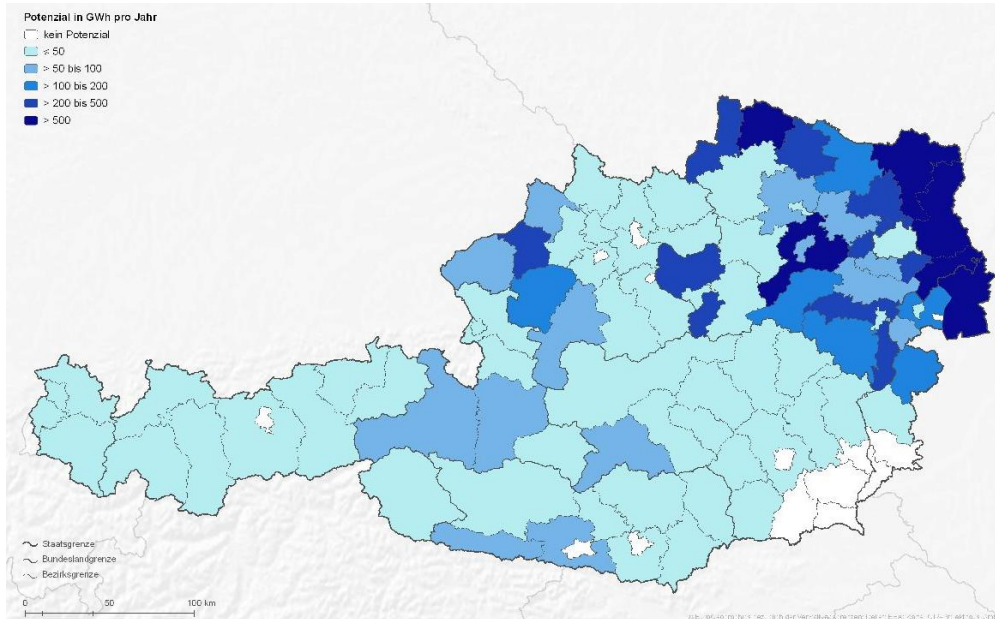 Potenzial in GWh pro Jahr
kein Potenzial
≤ 50
> 50 bis 100
> 100 bis 200
> 200 bis 500
> 500
Staatsgrenze
Bundeslandgrenze
Bezirksgrenze
0 50 100 km